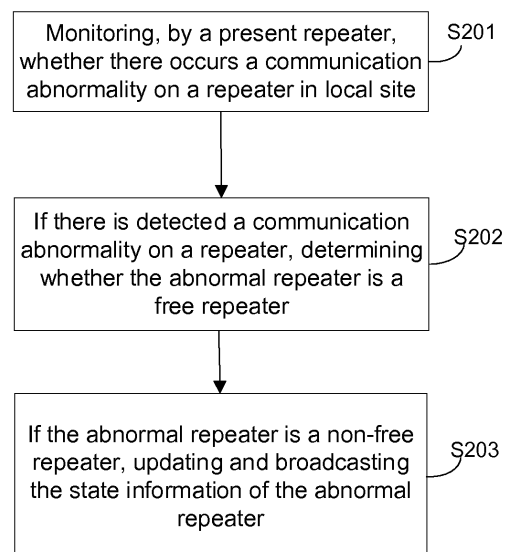 Monitoring, by a present repeater,
whether there occurs a communication
abnormality on a repeater in local site
S201
If there is detected a communication
abnormality on a repeater, determining
whether the abnormal repeater is a
free repeater
S202
If the abnormal repeater is a non-free
repeater, updating and broadcasting
the state information of the abnormal
repeater
S203